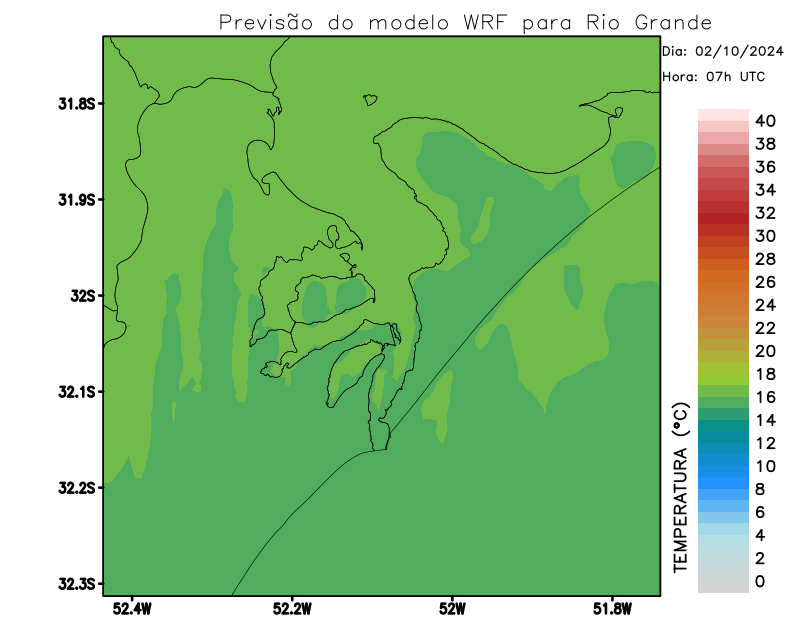 Previsão do modelo WRF para Rio Grande
Dia: 02/10/2024
Hora: 07h UTC
31.8S
31.9S
32S
32.1S
32.2S
32.3S
52.4W
52.2W
52W
51.8W
TEMPERATURA (°C)
40
38
36
34
32
30
28
26
24
22
20
18
16
14
12
10
8
6
4
2
0